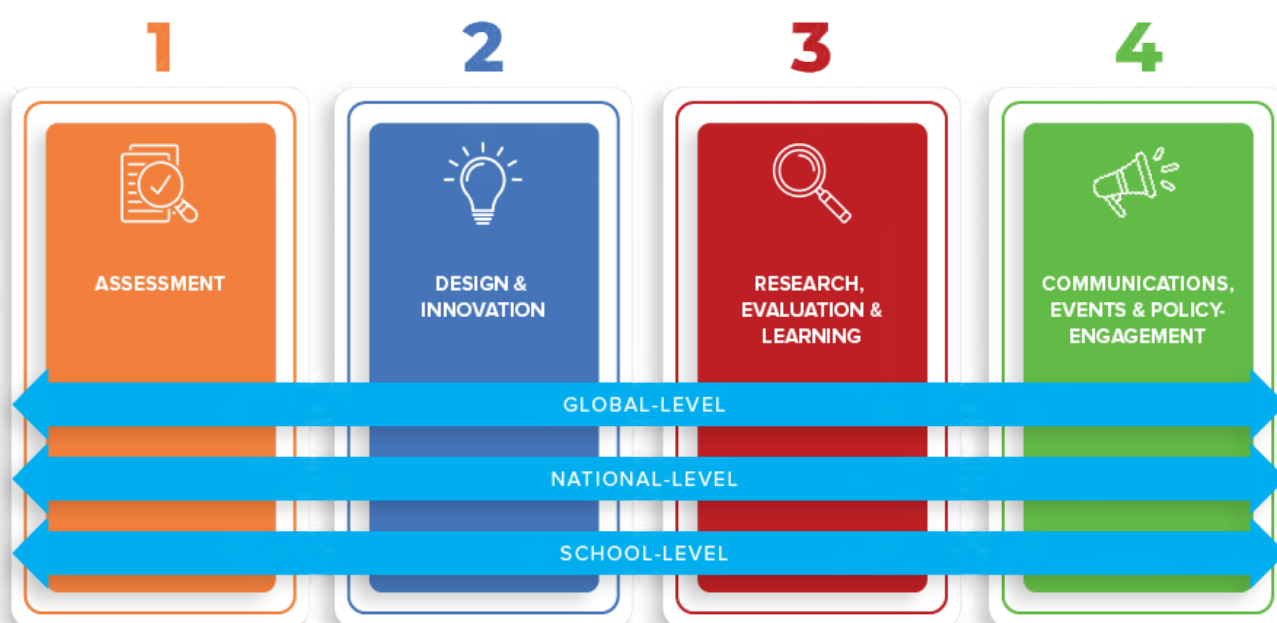 1
2
3
4
ASSESSMENT
DESIGN &
INNOVATION
RESEARCH,
EVALUATION &
LEARNING
COMMUNICATIONS,
EVENTS & POLICY-
ENGAGEMENT
GLOBAL-LEVEL
NATIONAL-LEVEL
SCHOOL-LEVEL